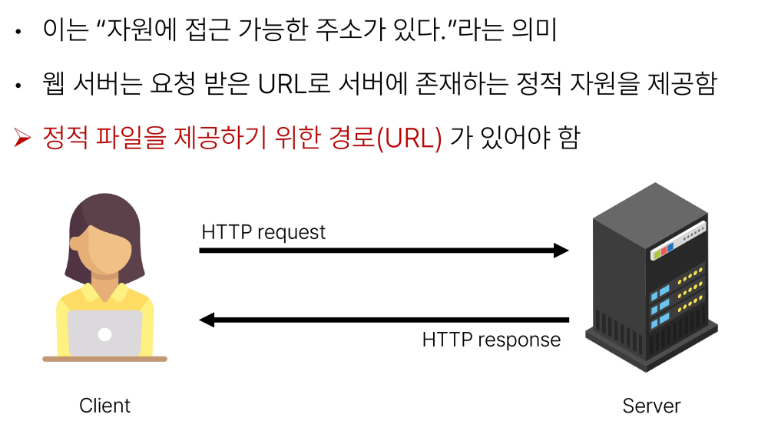 • 이는 “자원에 접근 가능한 주소가 있다.”라는 의미
• 웹 서버는 요청 받은 URL로 서버에 존재하는 정적 자원을 제공함
➢ 정적 파일을 제공하기 위한 경로(URL) 가 있어야 함
HTTP request
HTTP response
Client
Server